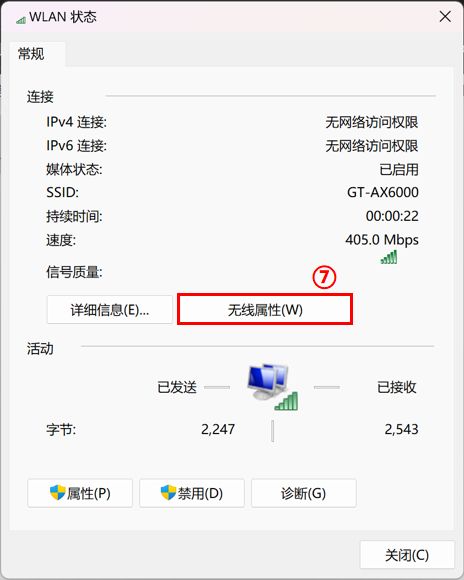 WLAN 状态
常规
连接
IPv4 连接: 无网络访问权限
IPv6 连接: 无网络访问权限
媒体状态: 已启用
SSID: GT-AX6000
持续时间: 00:00:22
速度: 405.0 Mbps
信号质量:
⑦
详细信息(E)... 无线属性(W)
活动
已发送 已接收
字节: 2,247 2,543
属性(P) 禁用(D) 诊断(G)
关闭(C)